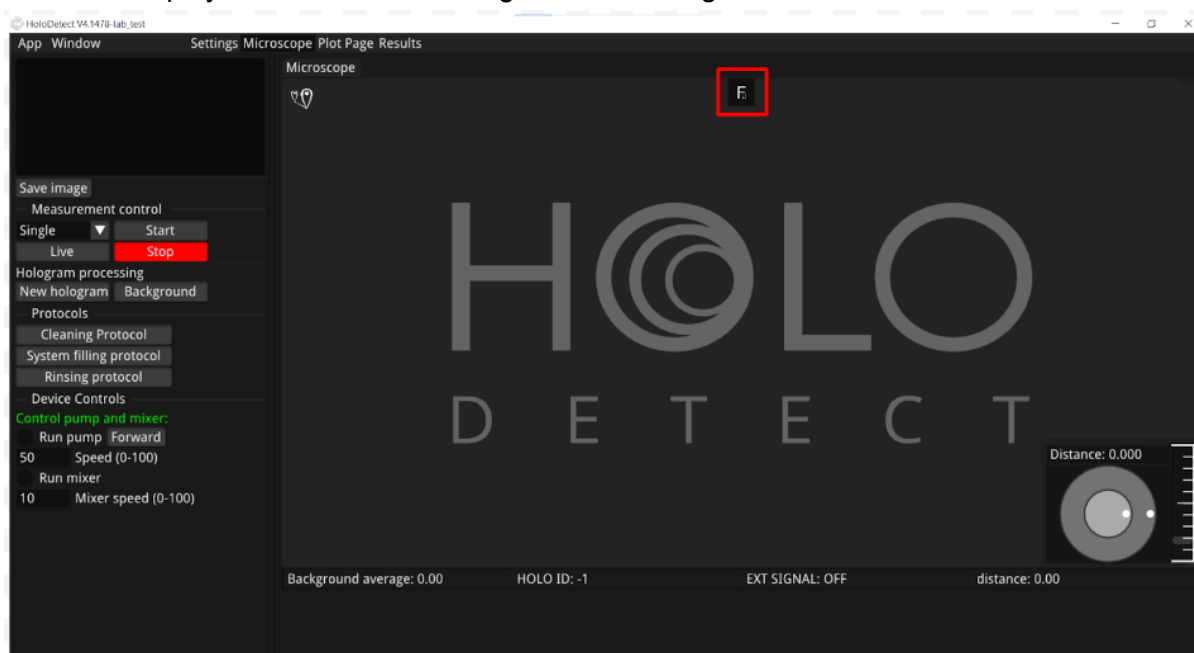 HoloDetect V4.1478-lab_test
App Window Settings Microscope Plot Page Results
Microscope
F
Save image
Measurement control
Single Start
Live Stop
Hologram processing
New hologram Background
Protocols
Cleaning Protocol
System filling protocol
Rinsing protocol
Device Controls
Control pump and mixer:
Run pump Forward
50 Speed (0-100)
Run mixer
10 Mixer speed (0-100)
HOLO
DETECT
Distance: 0.000
Background average: 0.00 HOLO ID: -1 EXT SIGNAL: OFF distance: 0.00